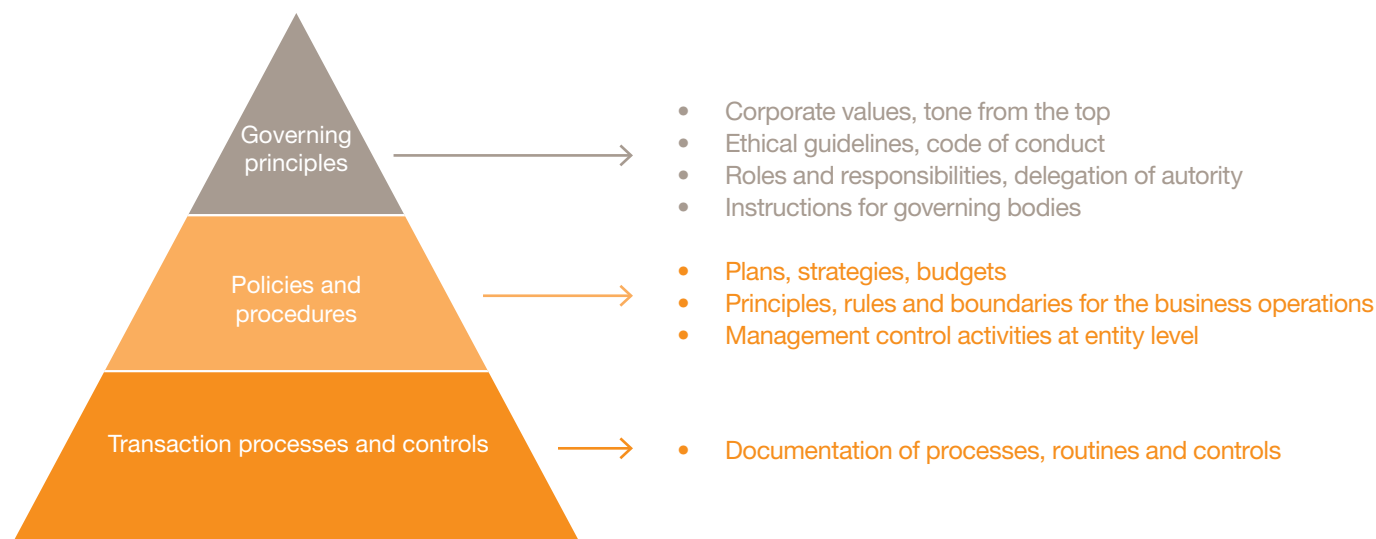 Governing
principles
• Corporate values, tone from the top
• Ethical guidelines, code of conduct
• Roles and responsibilities, delegation of autority
• Instructions for governing bodies
Policies and
procedures
• Plans, strategies, budgets
• Principles, rules and boundaries for the business operations
• Management control activities at entity level
Transaction processes and controls
• Documentation of processes, routines and controls